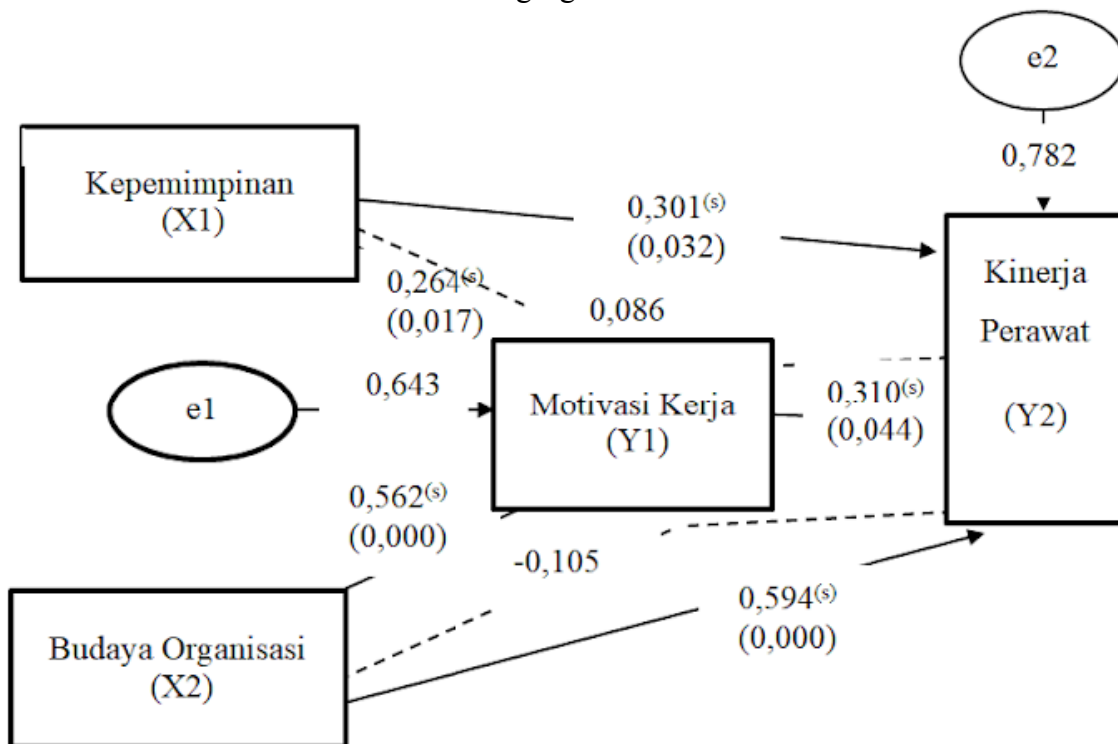 e2
0,782
Kepemimpinan
(X1)
0,301(s)
(0,032)
0,264(s)
(0,017)
0,086
Kinerja
Perawat
(Y2)
e1
0,643
Motivasi Kerja
(Y1)
0,310(s)
(0,044)
0,562(s)
(0,000)
-0,105
0,594(s)
(0,000)
Budaya Organisasi
(X2)